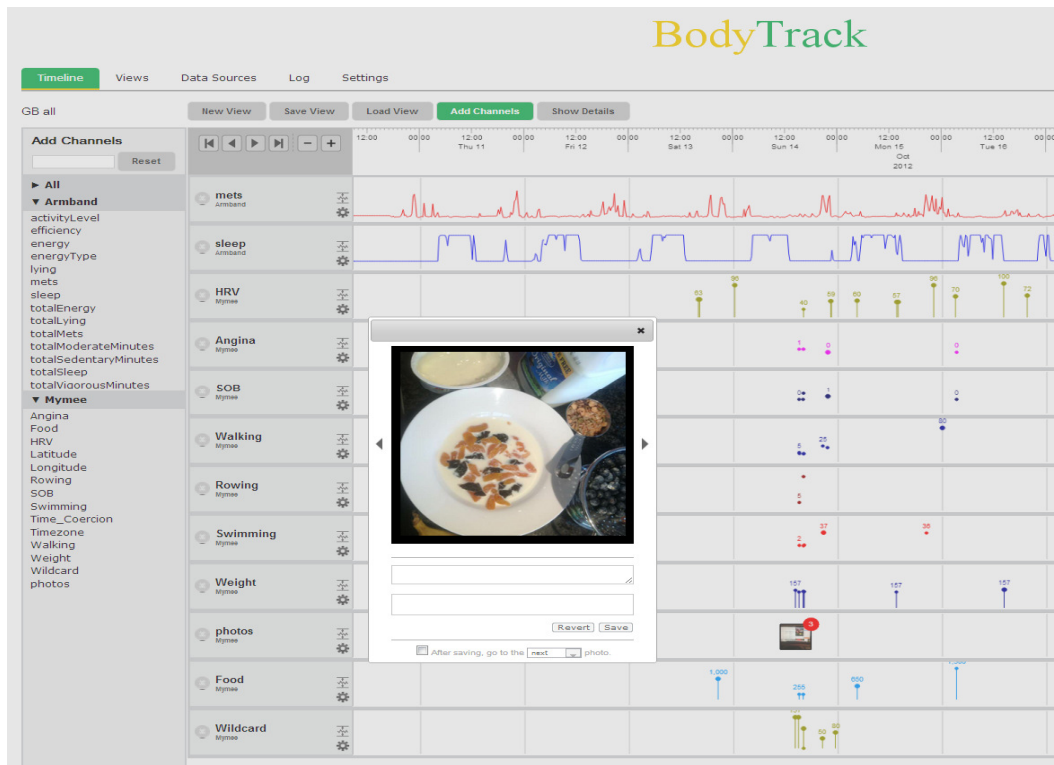 BodyTrack
Timeline Views Data Sources Log Settings
GB all
New View Save View Load View Add Channels Show Details
Add Channels
Reset
12:00 00:00 12:00 00:00 12:00 00:00 12:00 00:00 12:00 00:00 12:00 00:00 12:00
Thu 11 Fri 12 Sat 13 Sun 14 Mon 15 Tue 16
Oct
2012
► All
▼ Armband
activityLevel
efficiency
energy
energyType
lying
mets
sleep
totalEnergy
totalLying
totalMets
totalModerateMinutes
totalSedentaryMinutes
totalSleep
totalVigorousMinutes
▼ Mymee
Angina
Food
HRV
Latitude
Longitude
Rowing
SOB
Swimming
Time_Coercion
Timezone
Walking
Weight
Wildcard
photos
mets
Armband
sleep
Armband
HRV
Mymee
63 98 40 59 60 57 98 70 100 72
Angina
Mymee
1 0 0
SOB
Mymee
0 1 0
Walking
Mymee
5 25 80
Rowing
Mymee
5
Swimming
Mymee
2 37 38
Weight
Mymee
157 157 157
photos
Mymee
3
Food
Mymee
1,000 255 650
Wildcard
Mymee
50 60
Original
Revert Save
After saving, go to the next photo.